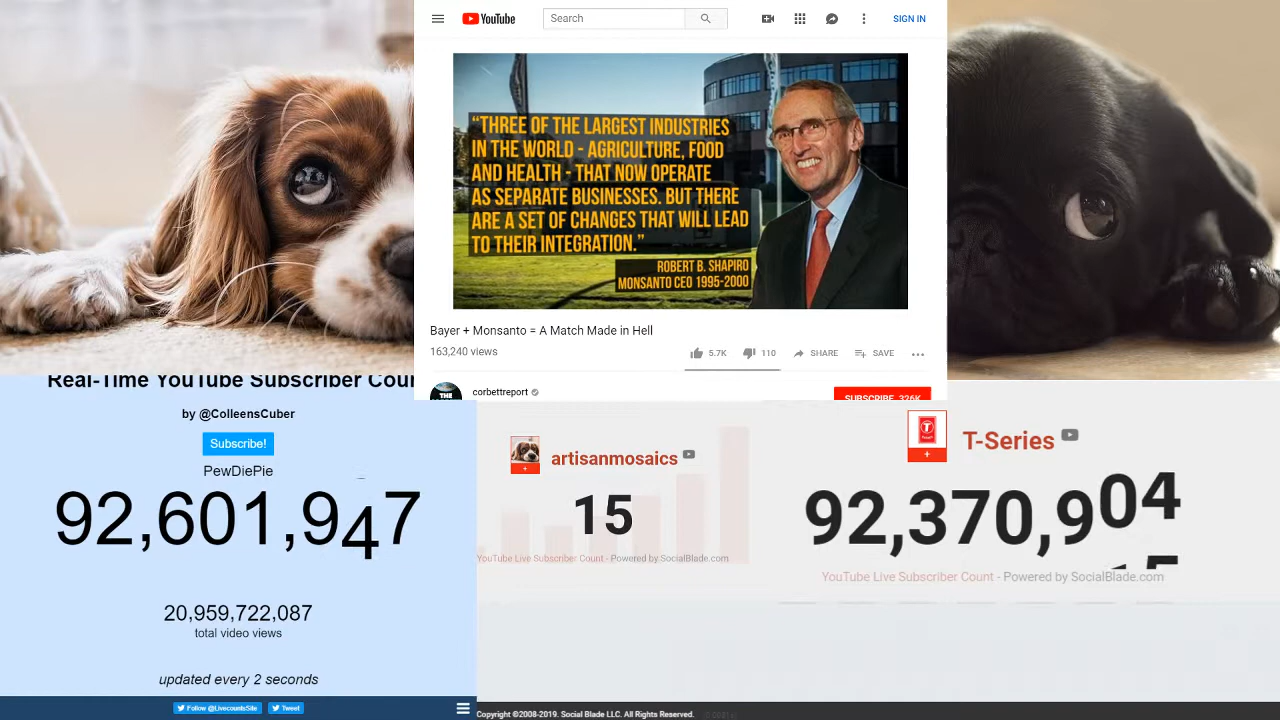 YouTube
Search
SIGN IN
“THREE OF THE LARGEST INDUSTRIES
IN THE WORLD - AGRICULTURE, FOOD
AND HEALTH - THAT NOW OPERATE
AS SEPARATE BUSINESSES. BUT THERE
ARE A SET OF CHANGES THAT WILL LEAD
TO THEIR INTEGRATION.”
ROBERT B. SHAPIRO
MONSANTO CEO 1995-2000
Bayer + Monsanto = A Match Made in Hell
163,240 views
5.7K
110
SHARE
SAVE
THE
corbettreport
SUBSCRIBE 326K
Real-Time YouTube Subscriber Coun
by @ColleensCuber
Subscribe!
PewDiePie
92,601,947
20,959,722,087
total video views
updated every 2 seconds
Follow @LivecountsSite
Tweet
artisanmosaics
15
YouTube Live Subscriber Count - Powered by SocialBlade.com
T-Series
92,370,904
YouTube Live Subscriber Count - Powered by SocialBlade.com
Copyright ©2008-2019. Social Blade LLC. All Rights Reserved.